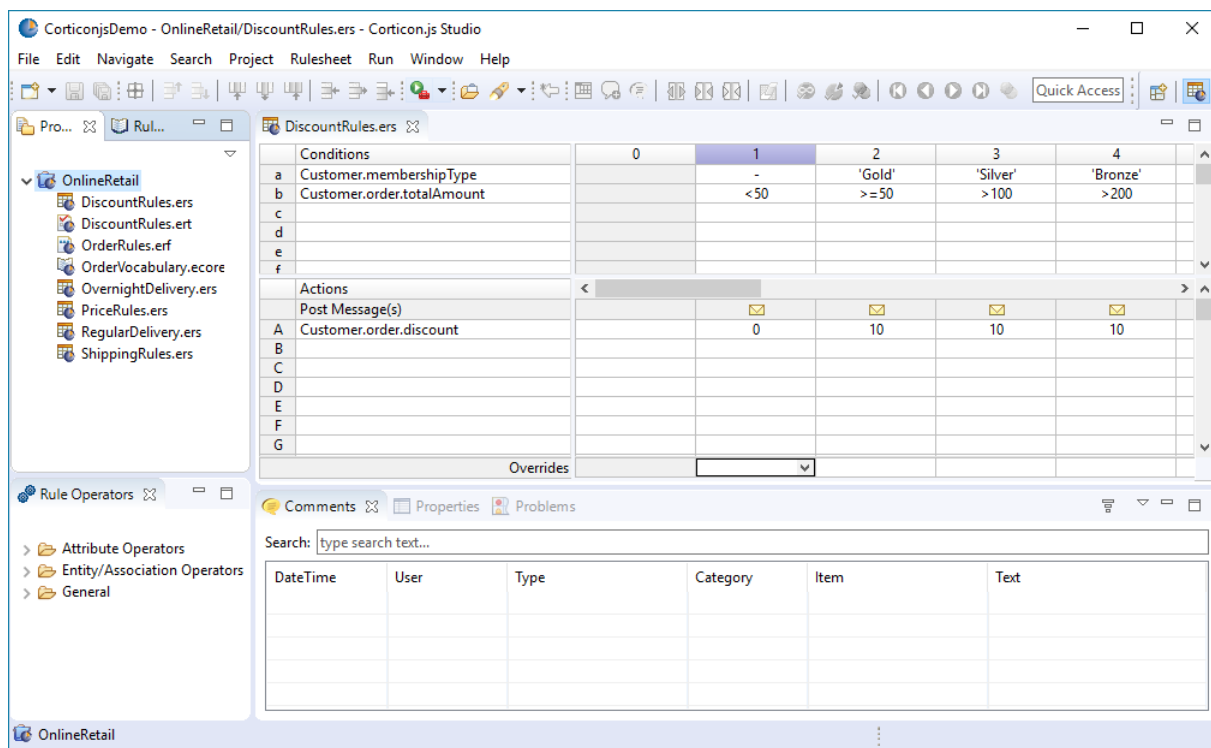 CorticonjsDemo - OnlineRetail/DiscountRules.ers - Corticon.js Studio
File Edit Navigate Search Project Rulesheet Run Window Help
Quick Access
Pro... Rul...
DiscountRules.ers
OnlineRetail
DiscountRules.ers
DiscountRules.ert
OrderRules.erf
OrderVocabulary.ecore
OvernightDelivery.ers
PriceRules.ers
RegularDelivery.ers
ShippingRules.ers
Conditions 0 1 2 3 4
a Customer.membershipType - 'Gold' 'Silver' 'Bronze'
b Customer.order.totalAmount <50 >=50 >100 >200
c
d
e
f
Actions
Post Message(s)
A Customer.order.discount 0 10 10 10
B
C
D
E
F
G
Overrides
Rule Operators
Attribute Operators
Entity/Association Operators
General
Comments Properties Problems
Search: type search text...
DateTime User Type Category Item Text
OnlineRetail